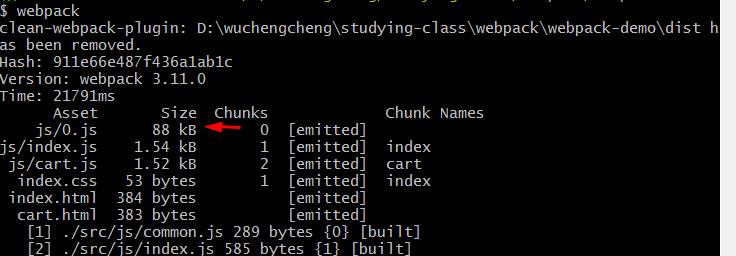 $ webpack
clean-webpack-plugin: D:\wuchengcheng\studying-class\webpack\webpack-demo\dist h
as been removed.
Hash: 911e66e487f436a1ab1c
Version: webpack 3.11.0
Time: 21791ms
Asset Size Chunks Chunk Names
js/0.js 88 kB 0 [emitted]
js/index.js 1.54 kB 1 [emitted] index
js/cart.js 1.52 kB 2 [emitted] cart
index.css 53 bytes 1 [emitted] index
index.html 384 bytes [emitted]
cart.html 383 bytes [emitted]
[1] ./src/js/common.js 289 bytes {0} [built]
[2] ./src/js/index.js 585 bytes {1} [built]